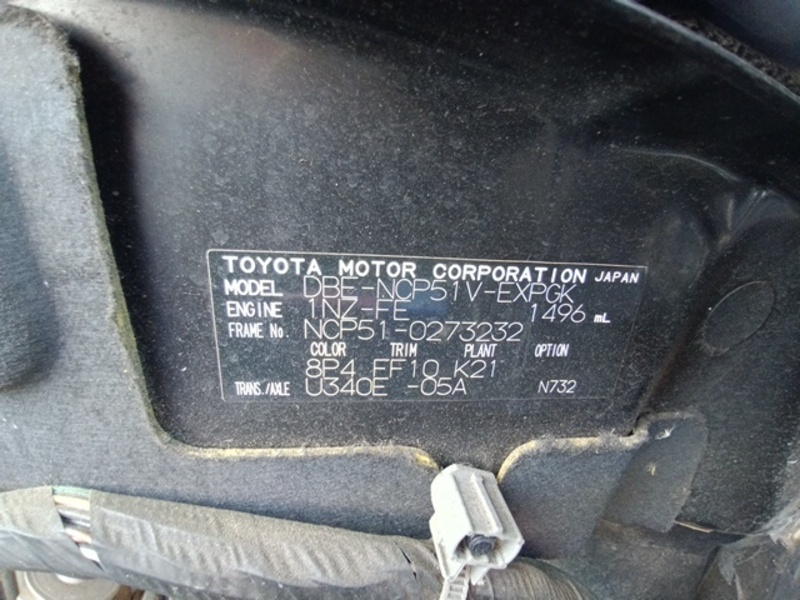 TOYOTA MOTOR CORPORATION JAPAN
MODEL DBE-NCP51V-EXPGK
ENGINE 1NZ-FE 1496 mL
FRAME No. NCP51-0273232
COLOR TRIM PLANT OPTION
8P4 FF10 K21
TRANS./AXLE U340E -05A N732